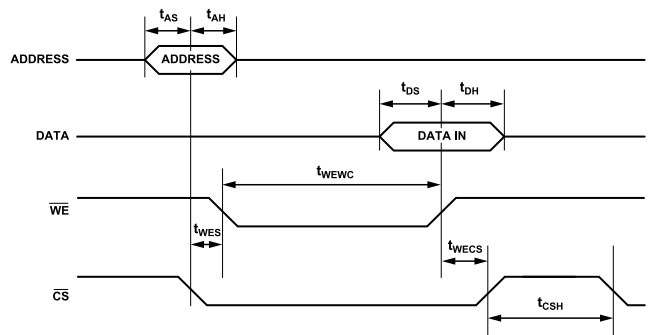 tAS tAH
ADDRESS ADDRESS
tDS tDH
DATA DATA IN
tWEWC
WE
tWES
tWECS
CS
tCSH